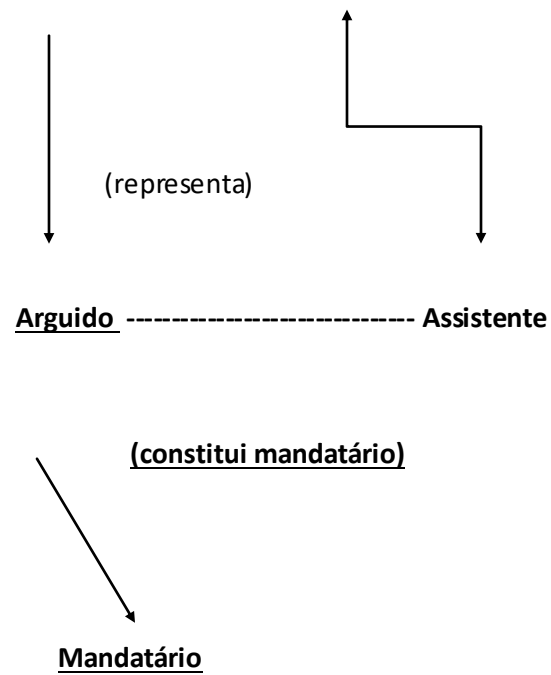 (representa)
Arguido -------------------------------- Assistente
(constitui mandatário)
Mandatário